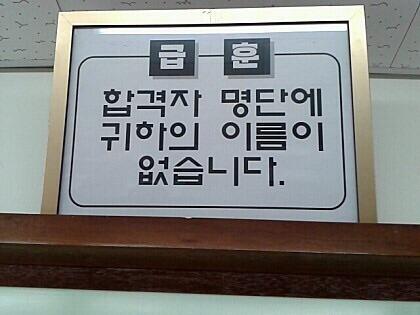 급훈
합격자 명단에
귀하의 이름이
없습니다.